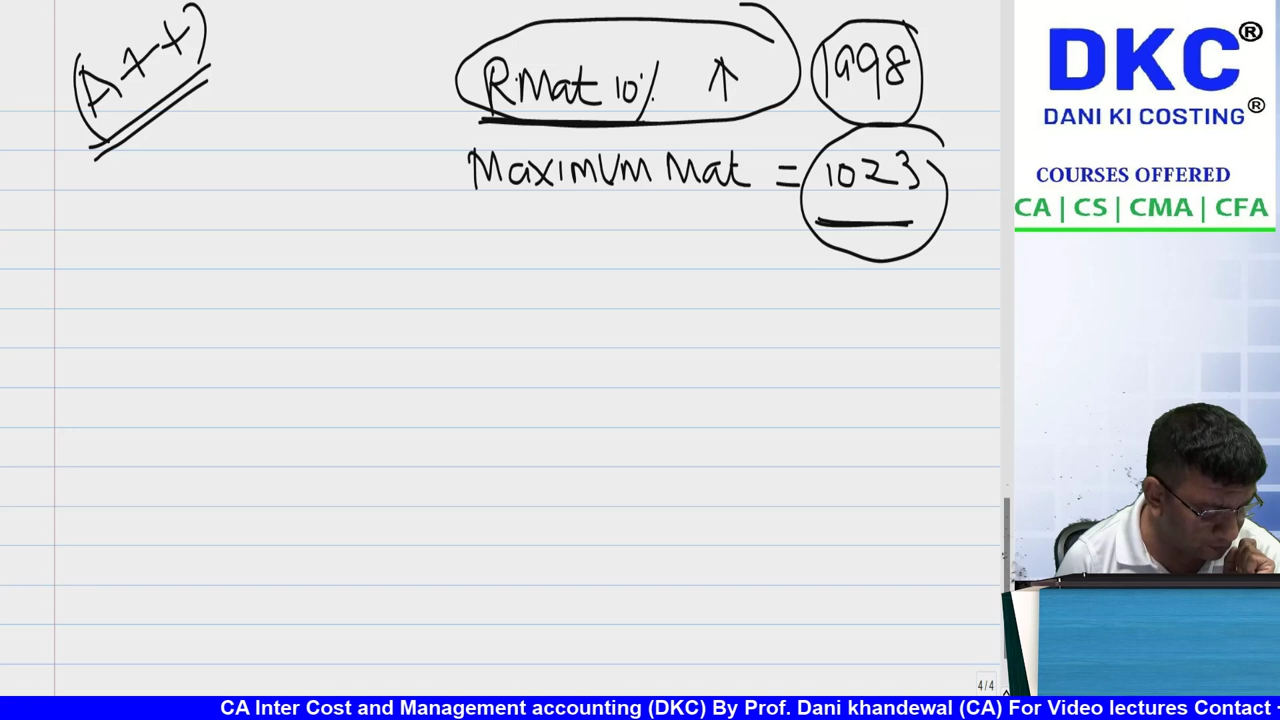 (A++)
R.Mat 10% ↑ 1998
Maximum Mat = 1023
DKC®
DANI KI COSTING®
COURSES OFFERED
CA | CS | CMA | CFA
4/4
CA Inter Cost and Management accounting (DKC) By Prof. Dani khandewal (CA) For Video lectures Contact -